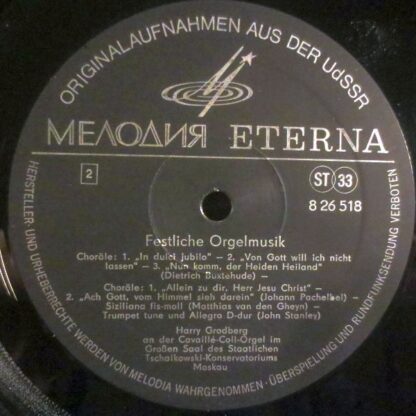 ORIGINALAUFNAHMEN AUS DER UdSSR
МЕЛОДИЯ ETERNA
2
ST 33
8 26 518
Festliche Orgelmusik
Choräle: 1. „In dulci jubilo" – 2. „Von Gott will ich nicht
lassen" – 3. „Nun komm, der Heiden Heiland"
(Dietrich Buxtehude) –
Choräle: 1. „Allein zu dir, Herr Jesu Christ" –
2. „Ach Gott, vom Himmel sieh darein" (Johann Pachelbel) –
Siziliano fis-moll (Matthias van den Gheyn) –
Trumpet tune und Allegro D-dur (John Stanley)
Harry Grodberg
an der Cavaillé-Coll-Orgel im
Großen Saal des Staatlichen
Tschaikowski-Konservatoriums
Moskau
HERSTELLER- UND URHEBERRECHTE WERDEN VON MELODIA WAHRGENOMMEN · ÜBERSPIELUNG UND RUNDFUNKSENDUNG VERBOTEN